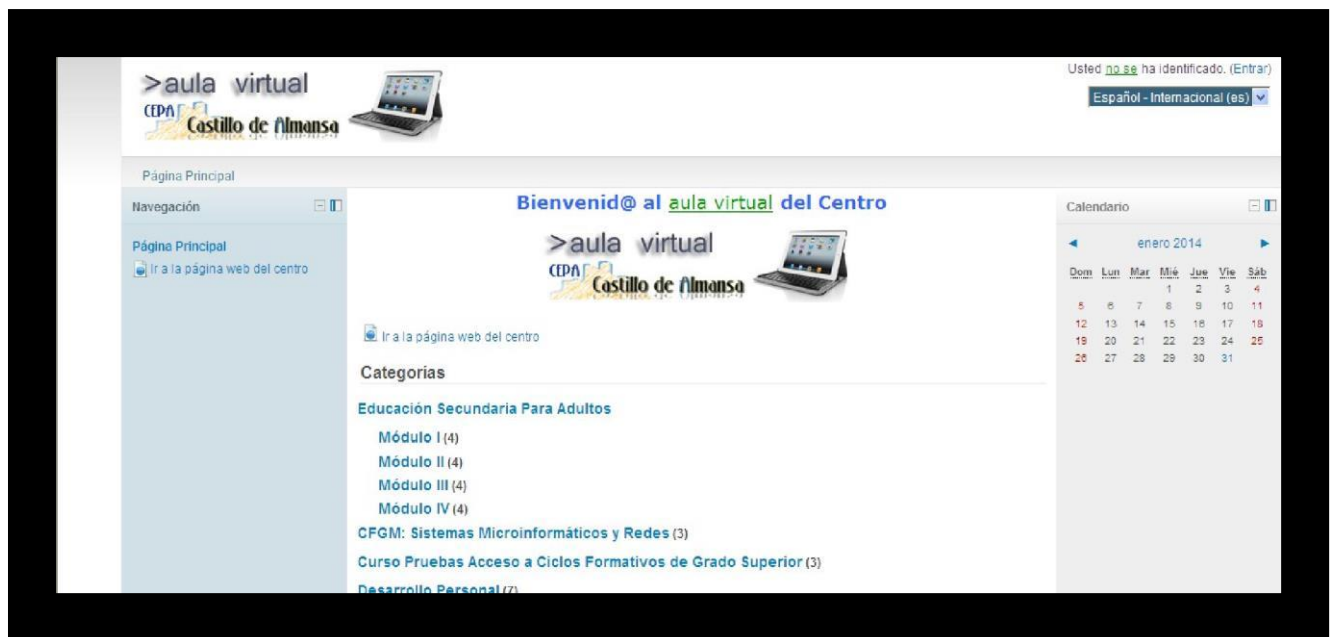 >aula virtual
CEPA
Castillo de Almansa
Usted no se ha identificado. (Entrar)
Español - Internacional (es)
Página Principal
Navegación
Página Principal
Ir a la página web del centro
Bienvenid@ al aula virtual del Centro
>aula virtual
CEPA
Castillo de Almansa
Ir a la página web del centro
Categorías
Educación Secundaria Para Adultos
Módulo I (4)
Módulo II (4)
Módulo III (4)
Módulo IV (4)
CFGM: Sistemas Microinformáticos y Redes (3)
Curso Pruebas Acceso a Ciclos Formativos de Grado Superior (3)
Desarrollo Personal (7)
Calendario
enero 2014
Dom Lun Mar Mié Jue Vie Sáb
1 2 3 4
5 6 7 8 9 10 11
12 13 14 15 16 17 18
19 20 21 22 23 24 25
26 27 28 29 30 31